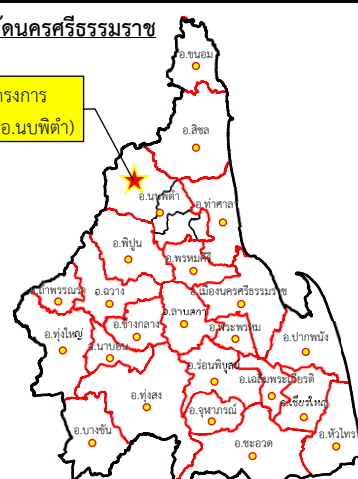 ัดนครศรีธรรมราช
อ.ขนอม
ครงการ
อ.นบพิตำ)
อ.สิชล
อ.นบพิตำ
อ.ท่าศาลา
อ.พิปูน
อ.พรหมคีรี
อ.ถ้ำพรรณรา
อ.ฉวาง
อ.เมืองนครศรีธรรมราช
อ.ลานสกา
อ.ช้างกลาง
อ.พระพรหม
อ.ปากพนัง
อ.ทุ่งใหญ่
อ.นาบอน
อ.ร่อนพิบูลย์
อ.เฉลิมพระเกียรติ
อ.ทุ่งสง
อ.เชียรใหญ่
อ.จุฬาภรณ์
อ.บางขัน
อ.ชะอวด
อ.หัวไทร